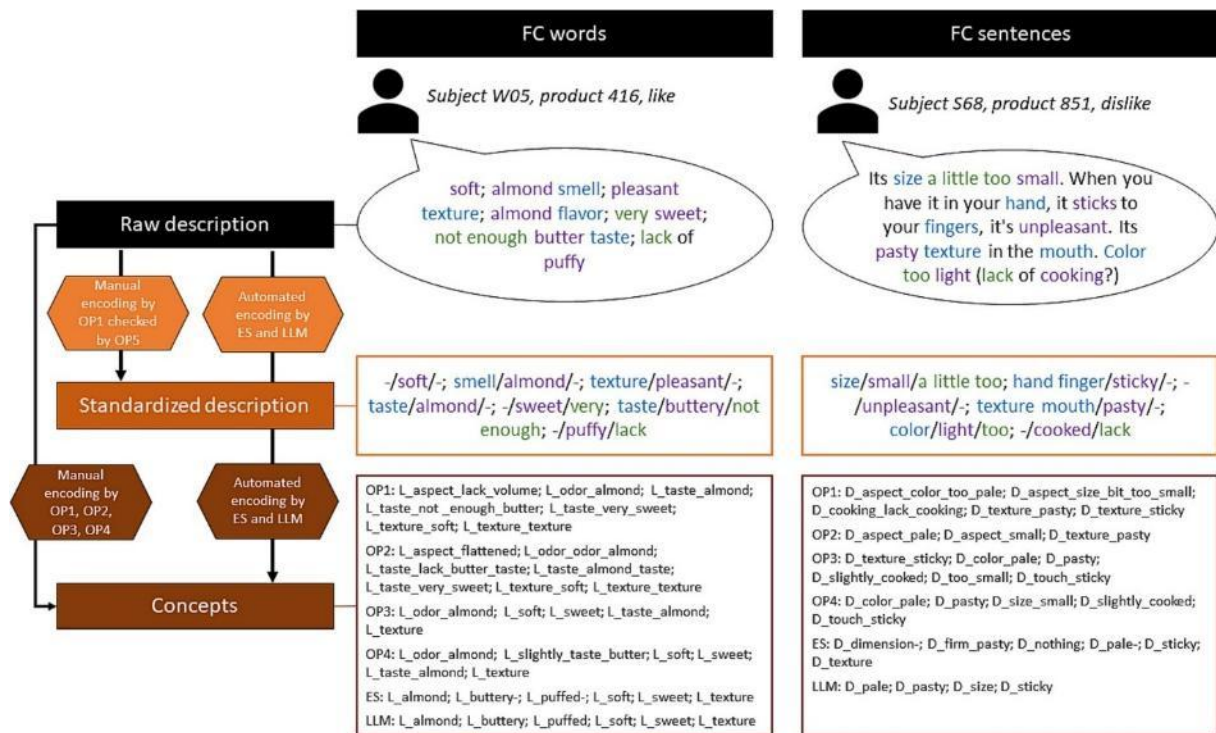 FC words
FC sentences
Subject W05, product 416, like
Subject S68, product 851, dislike
soft; almond smell; pleasant
texture; almond flavor; very sweet;
not enough butter taste; lack of
puffy
Its size a little too small. When you
have it in your hand, it sticks to
your fingers, it's unpleasant. Its
pasty texture in the mouth. Color
too light (lack of cooking?)
Raw description
Manual
encoding by
OP1 checked
by OP5
Automated
encoding by
ES and LLM
Standardized description
-/soft/-; smell/almond/-; texture/pleasant/-;
taste/almond/-; -/sweet/very; taste/buttery/not
enough; -/puffy/lack
size/small/a little too; hand finger/sticky/-; -
/unpleasant/-; texture mouth/pasty/-;
color/light/too; -/cooked/lack
Manual
encoding by
OP1, OP2,
OP3, OP4
Automated
encoding by
ES and LLM
Concepts
OP1: L_aspect_lack_volume; L_odor_almond; L_taste_almond;
L_taste_not _enough_butter; L_taste_very_sweet;
L_texture_soft; L_texture_texture
OP2: L_aspect_flattened; L_odor_odor_almond;
L_taste_lack_butter_taste; L_taste_almond_taste;
L_taste_very_sweet; L_texture_soft; L_texture_texture
OP3: L_odor_almond; L_soft; L_sweet; L_taste_almond;
L_texture
OP4: L_odor_almond; L_slightly_taste_butter; L_soft; L_sweet;
L_taste_almond; L_texture
ES: L_almond; L_buttery-; L_puffed-; L_soft; L_sweet; L_texture
LLM: L_almond; L_buttery; L_puffed; L_soft; L_sweet; L_texture
OP1: D_aspect_color_too_pale; D_aspect_size_bit_too_small;
D_cooking_lack_cooking; D_texture_pasty; D_texture_sticky
OP2: D_aspect_pale; D_aspect_small; D_texture_pasty
OP3: D_texture_sticky; D_color_pale; D_pasty;
D_slightly_cooked; D_too_small; D_touch_sticky
OP4: D_color_pale; D_pasty; D_size_small; D_slightly_cooked;
D_touch_sticky
ES: D_dimension-; D_firm_pasty; D_nothing; D_pale-; D_sticky;
D_texture
LLM: D_pale; D_pasty; D_size; D_sticky